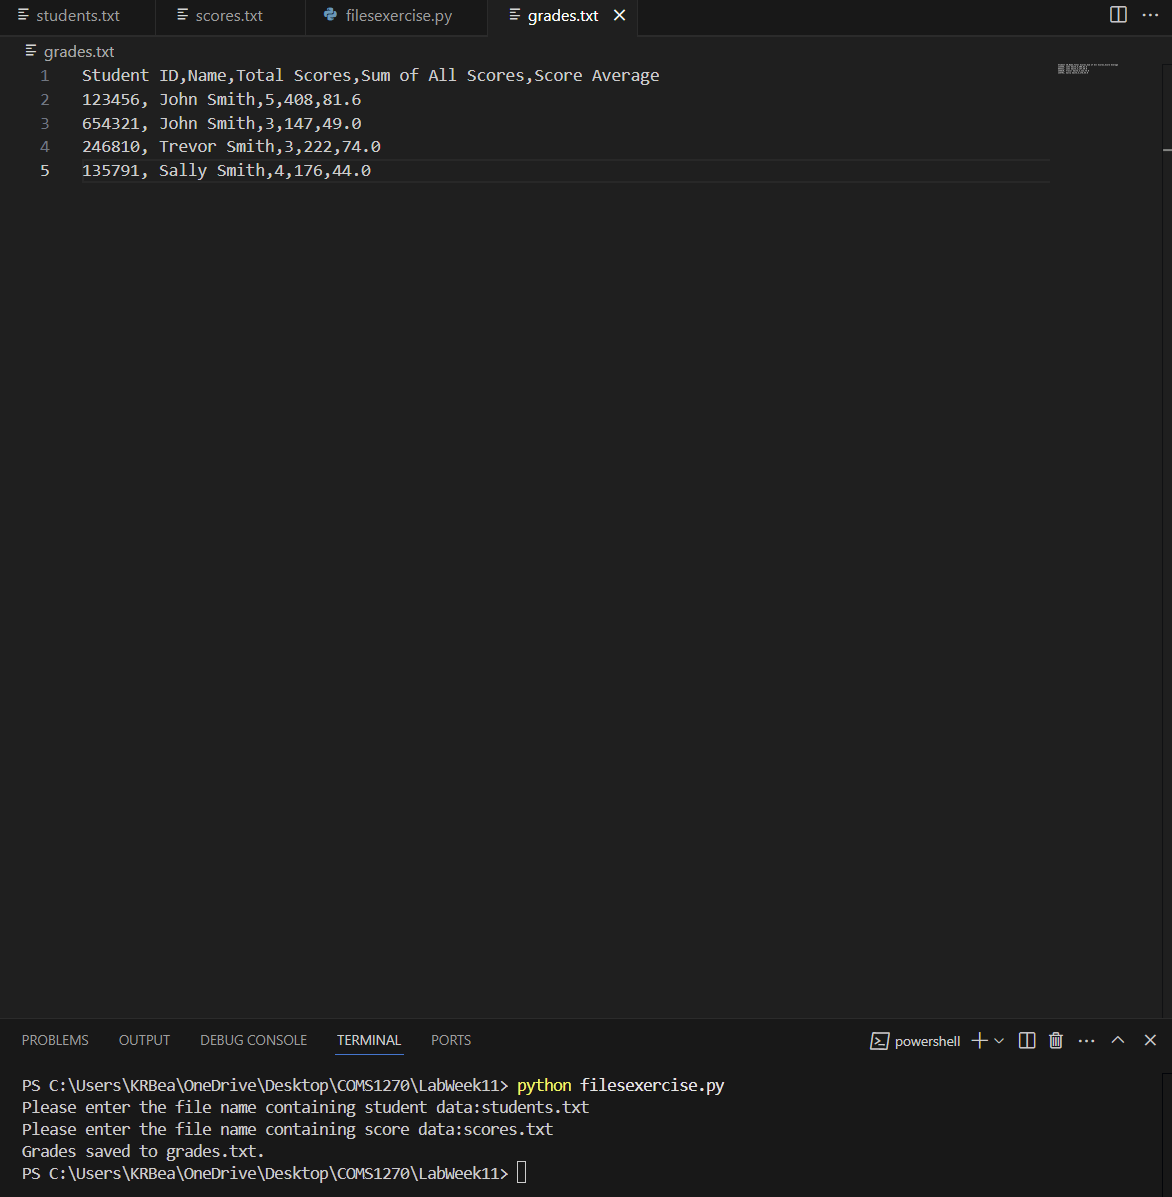 students.txt scores.txt filesexercise.py grades.txt
grades.txt
1 Student ID,Name,Total Scores,Sum of All Scores,Score Average
2 123456, John Smith,5,408,81.6
3 654321, John Smith,3,147,49.0
4 246810, Trevor Smith,3,222,74.0
5 135791, Sally Smith,4,176,44.0
PROBLEMS OUTPUT DEBUG CONSOLE TERMINAL PORTS powershell
PS C:\Users\KRBea\OneDrive\Desktop\COMS1270\LabWeek11> python filesexercise.py
Please enter the file name containing student data:students.txt
Please enter the file name containing score data:scores.txt
Grades saved to grades.txt.
PS C:\Users\KRBea\OneDrive\Desktop\COMS1270\LabWeek11>